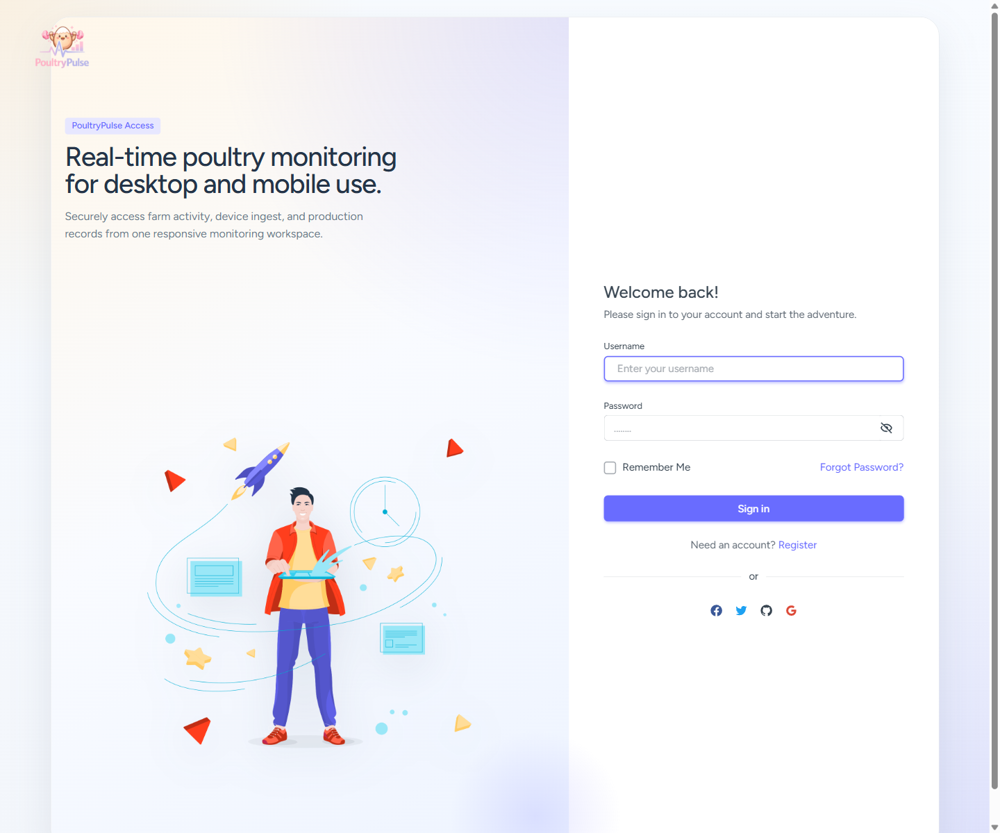 PoultryPulse
PoultryPulse Access
Real-time poultry monitoring
for desktop and mobile use.
Securely access farm activity, device ingest, and production
records from one responsive monitoring workspace.
Welcome back!
Please sign in to your account and start the adventure.
Username
Enter your username
Password
........
Remember Me
Forgot Password?
Sign in
Need an account? Register
or